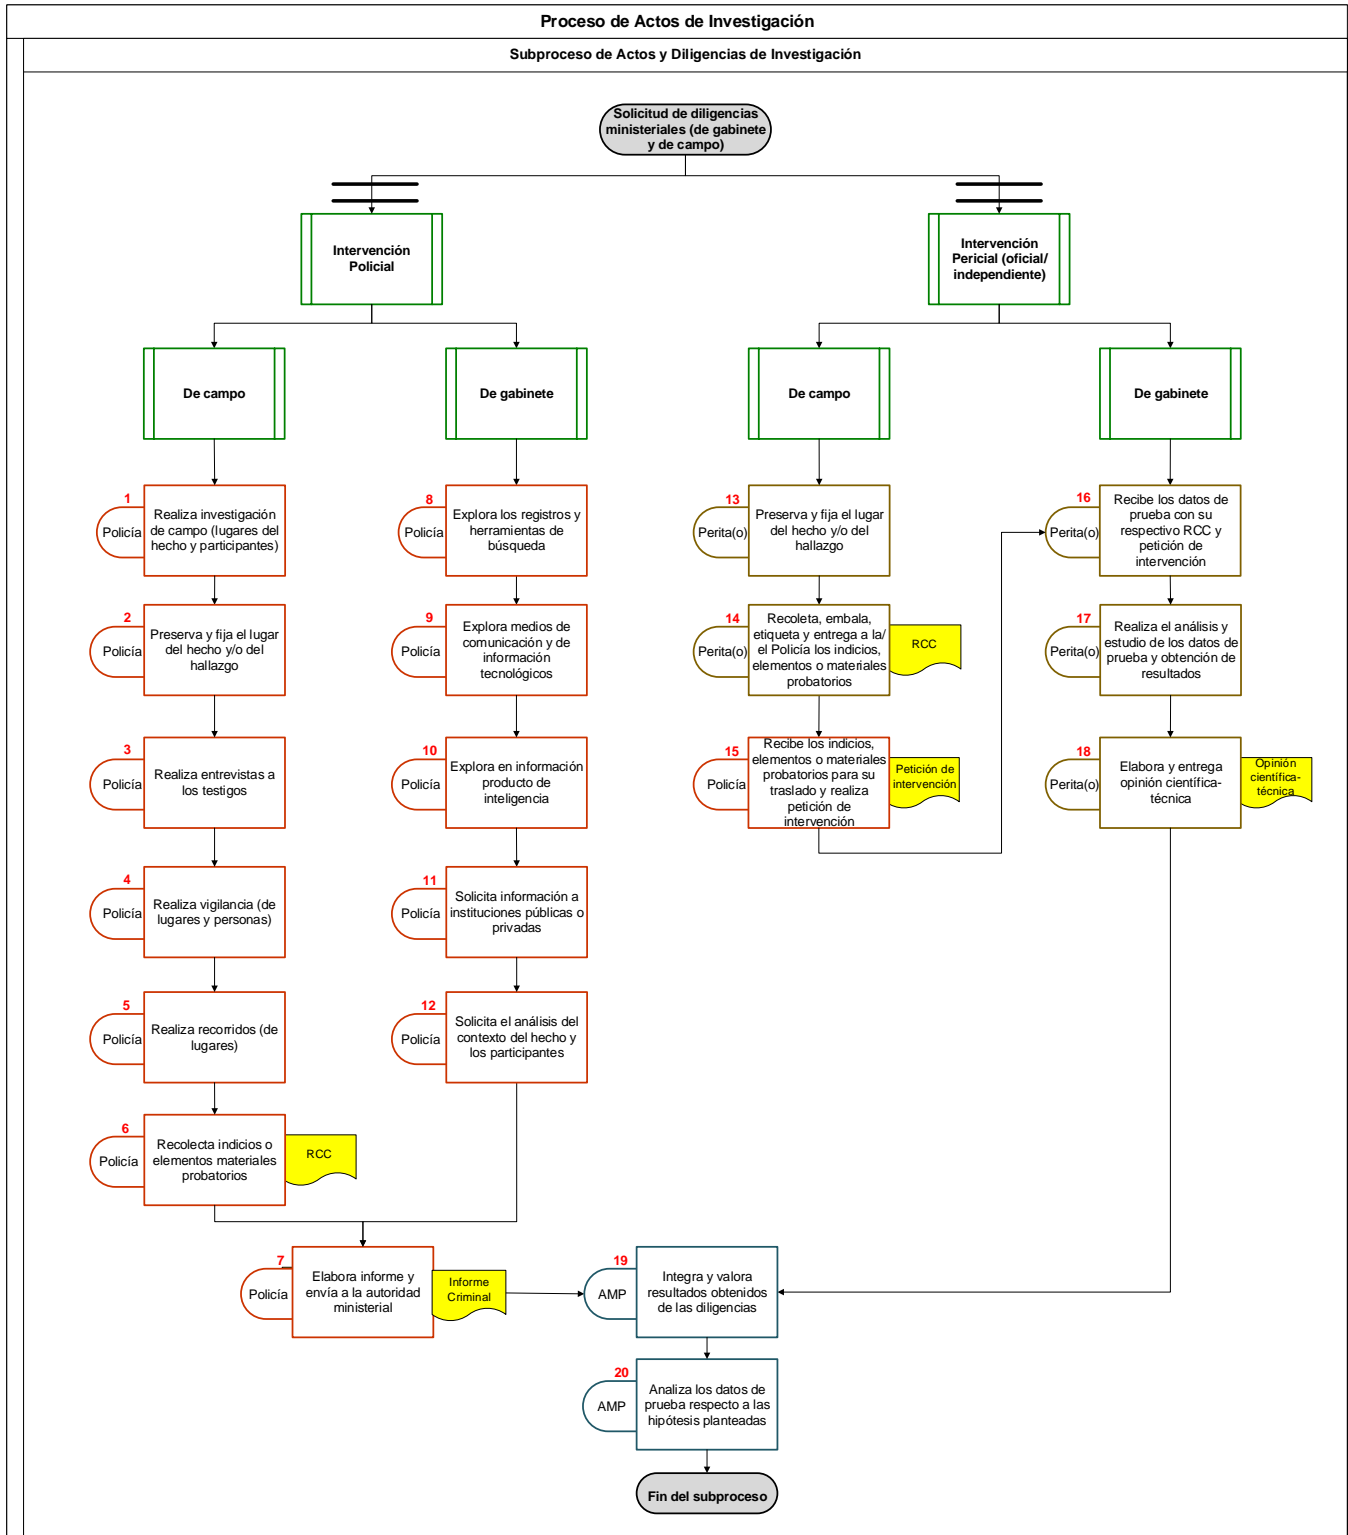 Proceso de Actos de Investigación
Subproceso de Actos y Diligencias de Investigación
Solicitud de diligencias
ministeriales (de gabinete
y de campo)
Intervención
Policial
Intervención
Pericial (oficial/
independiente)
De campo
De gabinete
De campo
De gabinete
1
Policía
Realiza investigación
de campo (lugares del
hecho y participantes)
2
Policía
Preserva y fija el lugar
del hecho y/o del
hallazgo
3
Policía
Realiza entrevistas a
los testigos
4
Policía
Realiza vigilancia (de
lugares y personas)
5
Policía
Realiza recorridos (de
lugares)
6
Policía
Recolecta indicios o
elementos materiales
probatorios
RCC
8
Policía
Explora los registros y
herramientas de
búsqueda
9
Policía
Explora medios de
comunicación y de
información
tecnológicos
10
Policía
Explora en información
producto de
inteligencia
11
Policía
Solicita información a
instituciones públicas o
privadas
12
Policía
Solicita el análisis del
contexto del hecho y
los participantes
7
Policía
Elabora informe y
envía a la autoridad
ministerial
Informe
Criminal
13
Perita(o)
Preserva y fija el lugar
del hecho y/o del
hallazgo
14
Perita(o)
Recoleta, embala,
etiqueta y entrega a la/
el Policía los indicios,
elementos o materiales
probatorios
RCC
15
Policía
Recibe los indicios,
elementos o materiales
probatorios para su
traslado y realiza
petición de
intervención
Petición de
intervención
16
Perita(o)
Recibe los datos de
prueba con su
respectivo RCC y
petición de
intervención
17
Perita(o)
Realiza el análisis y
estudio de los datos de
prueba y obtención de
resultados
18
Perita(o)
Elabora y entrega
opinión científica-
técnica
Opinión
científica-
técnica
19
AMP
Integra y valora
resultados obtenidos
de las diligencias
20
AMP
Analiza los datos de
prueba respecto a las
hipótesis planteadas
Fin del subproceso